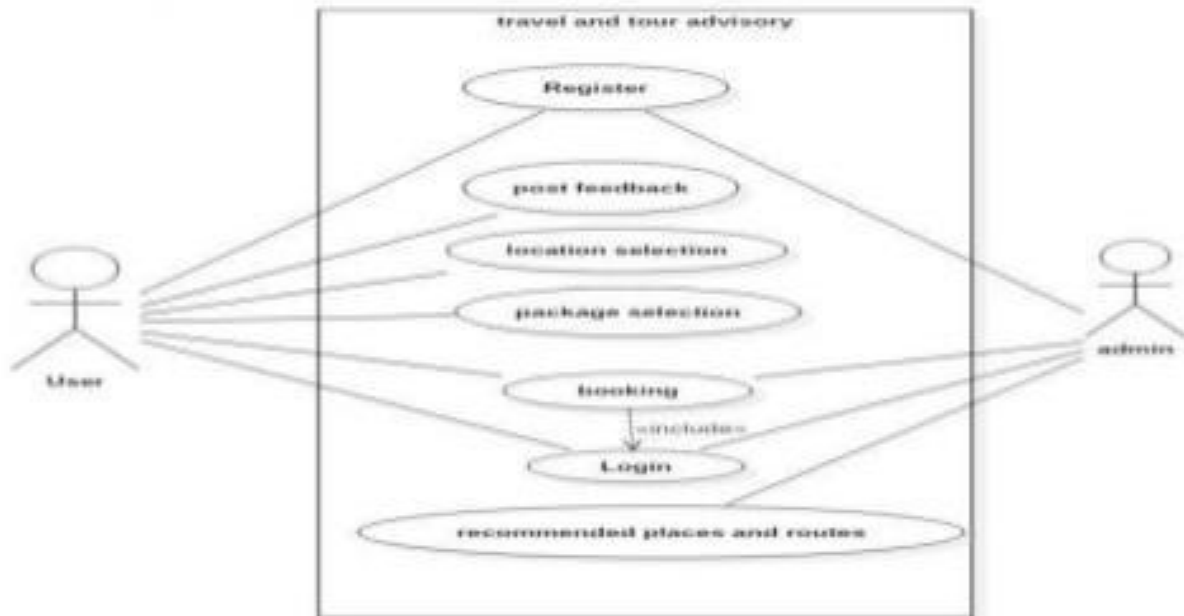 travel and tour advisory
Register
post feedback
location selection
package selection
User
admin
booking
<include>
Login
recommended places and routes